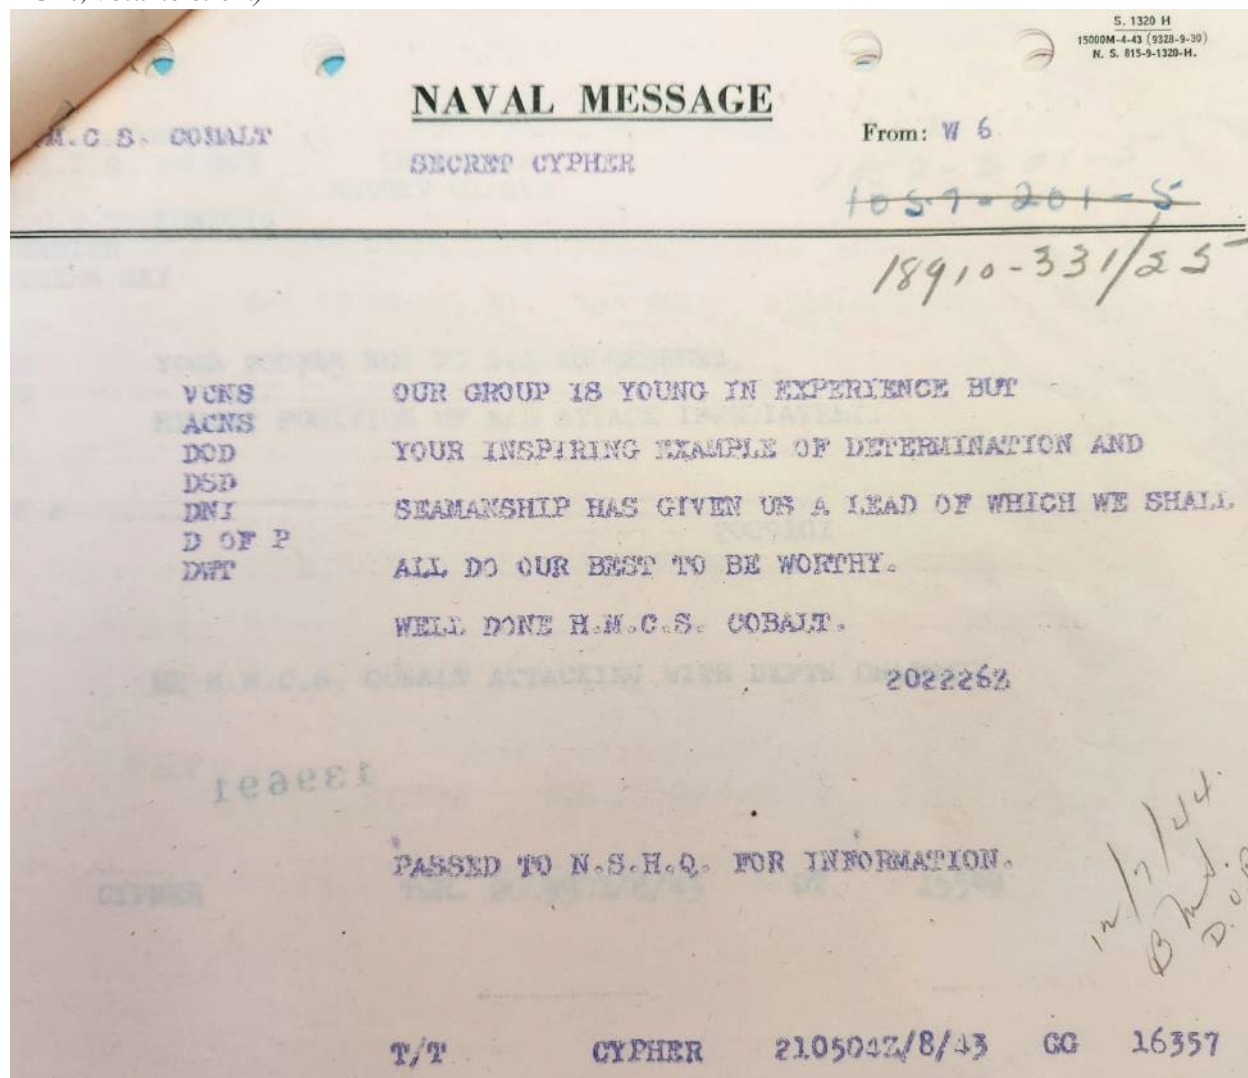 S. 1320 H
15000M-4-43 (9328-9-30)
N. S. 815-9-1320-H.
NAVAL MESSAGE
.M.C S. COBALT
From: W 6
SECRET CYPHER
1057-201-5
18910-331/25
VCNS
ACNS
DOD
DSD
DNI
D OF P
DWT
OUR GROUP IS YOUNG IN EXPERIENCE BUT
YOUR INSPIRING EXAMPLE OF DETERMINATION AND
SEAMANSHIP HAS GIVEN US A LEAD OF WHICH WE SHALL
ALL DO OUR BEST TO BE WORTHY.
WELL DONE H.M.C.S. COBALT.
202226Z
139691
PASSED TO N.S.H.Q. FOR INFORMATION.
T/T CYPHER 210504Z/8/43 GG 16357